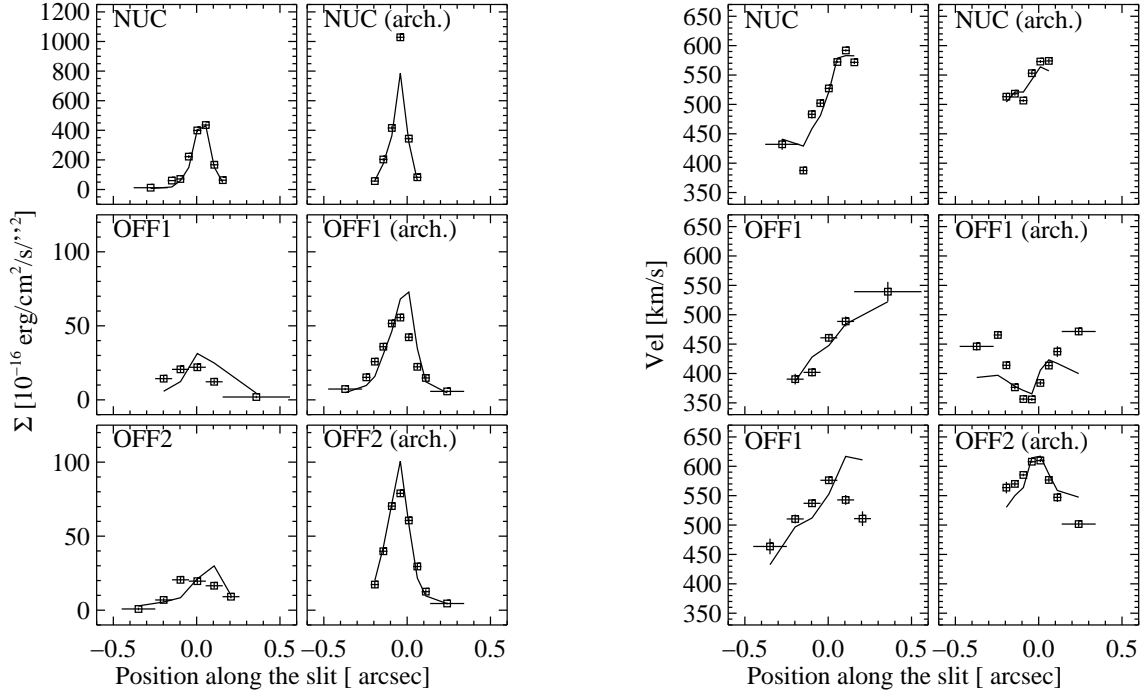 NUC
NUC (arch.)
1200
1000
800
600
400
200
0
OFF1
OFF1 (arch.)
100
50
0
OFF2
OFF2 (arch.)
100
50
0
−0.5 0.0 0.5
−0.5 0.0 0.5
Position along the slit [ arcsec]
Σ [10−16 erg/cm2/s/’’2]
NUC
NUC (arch.)
650
600
550
500
450
400
350
OFF1
OFF1 (arch.)
650
600
550
500
450
400
350
OFF1
OFF2 (arch.)
650
600
550
500
450
400
350
−0.5 0.0 0.5
−0.5 0.0 0.5
Position along the slit [ arcsec]
Vel [km/s]